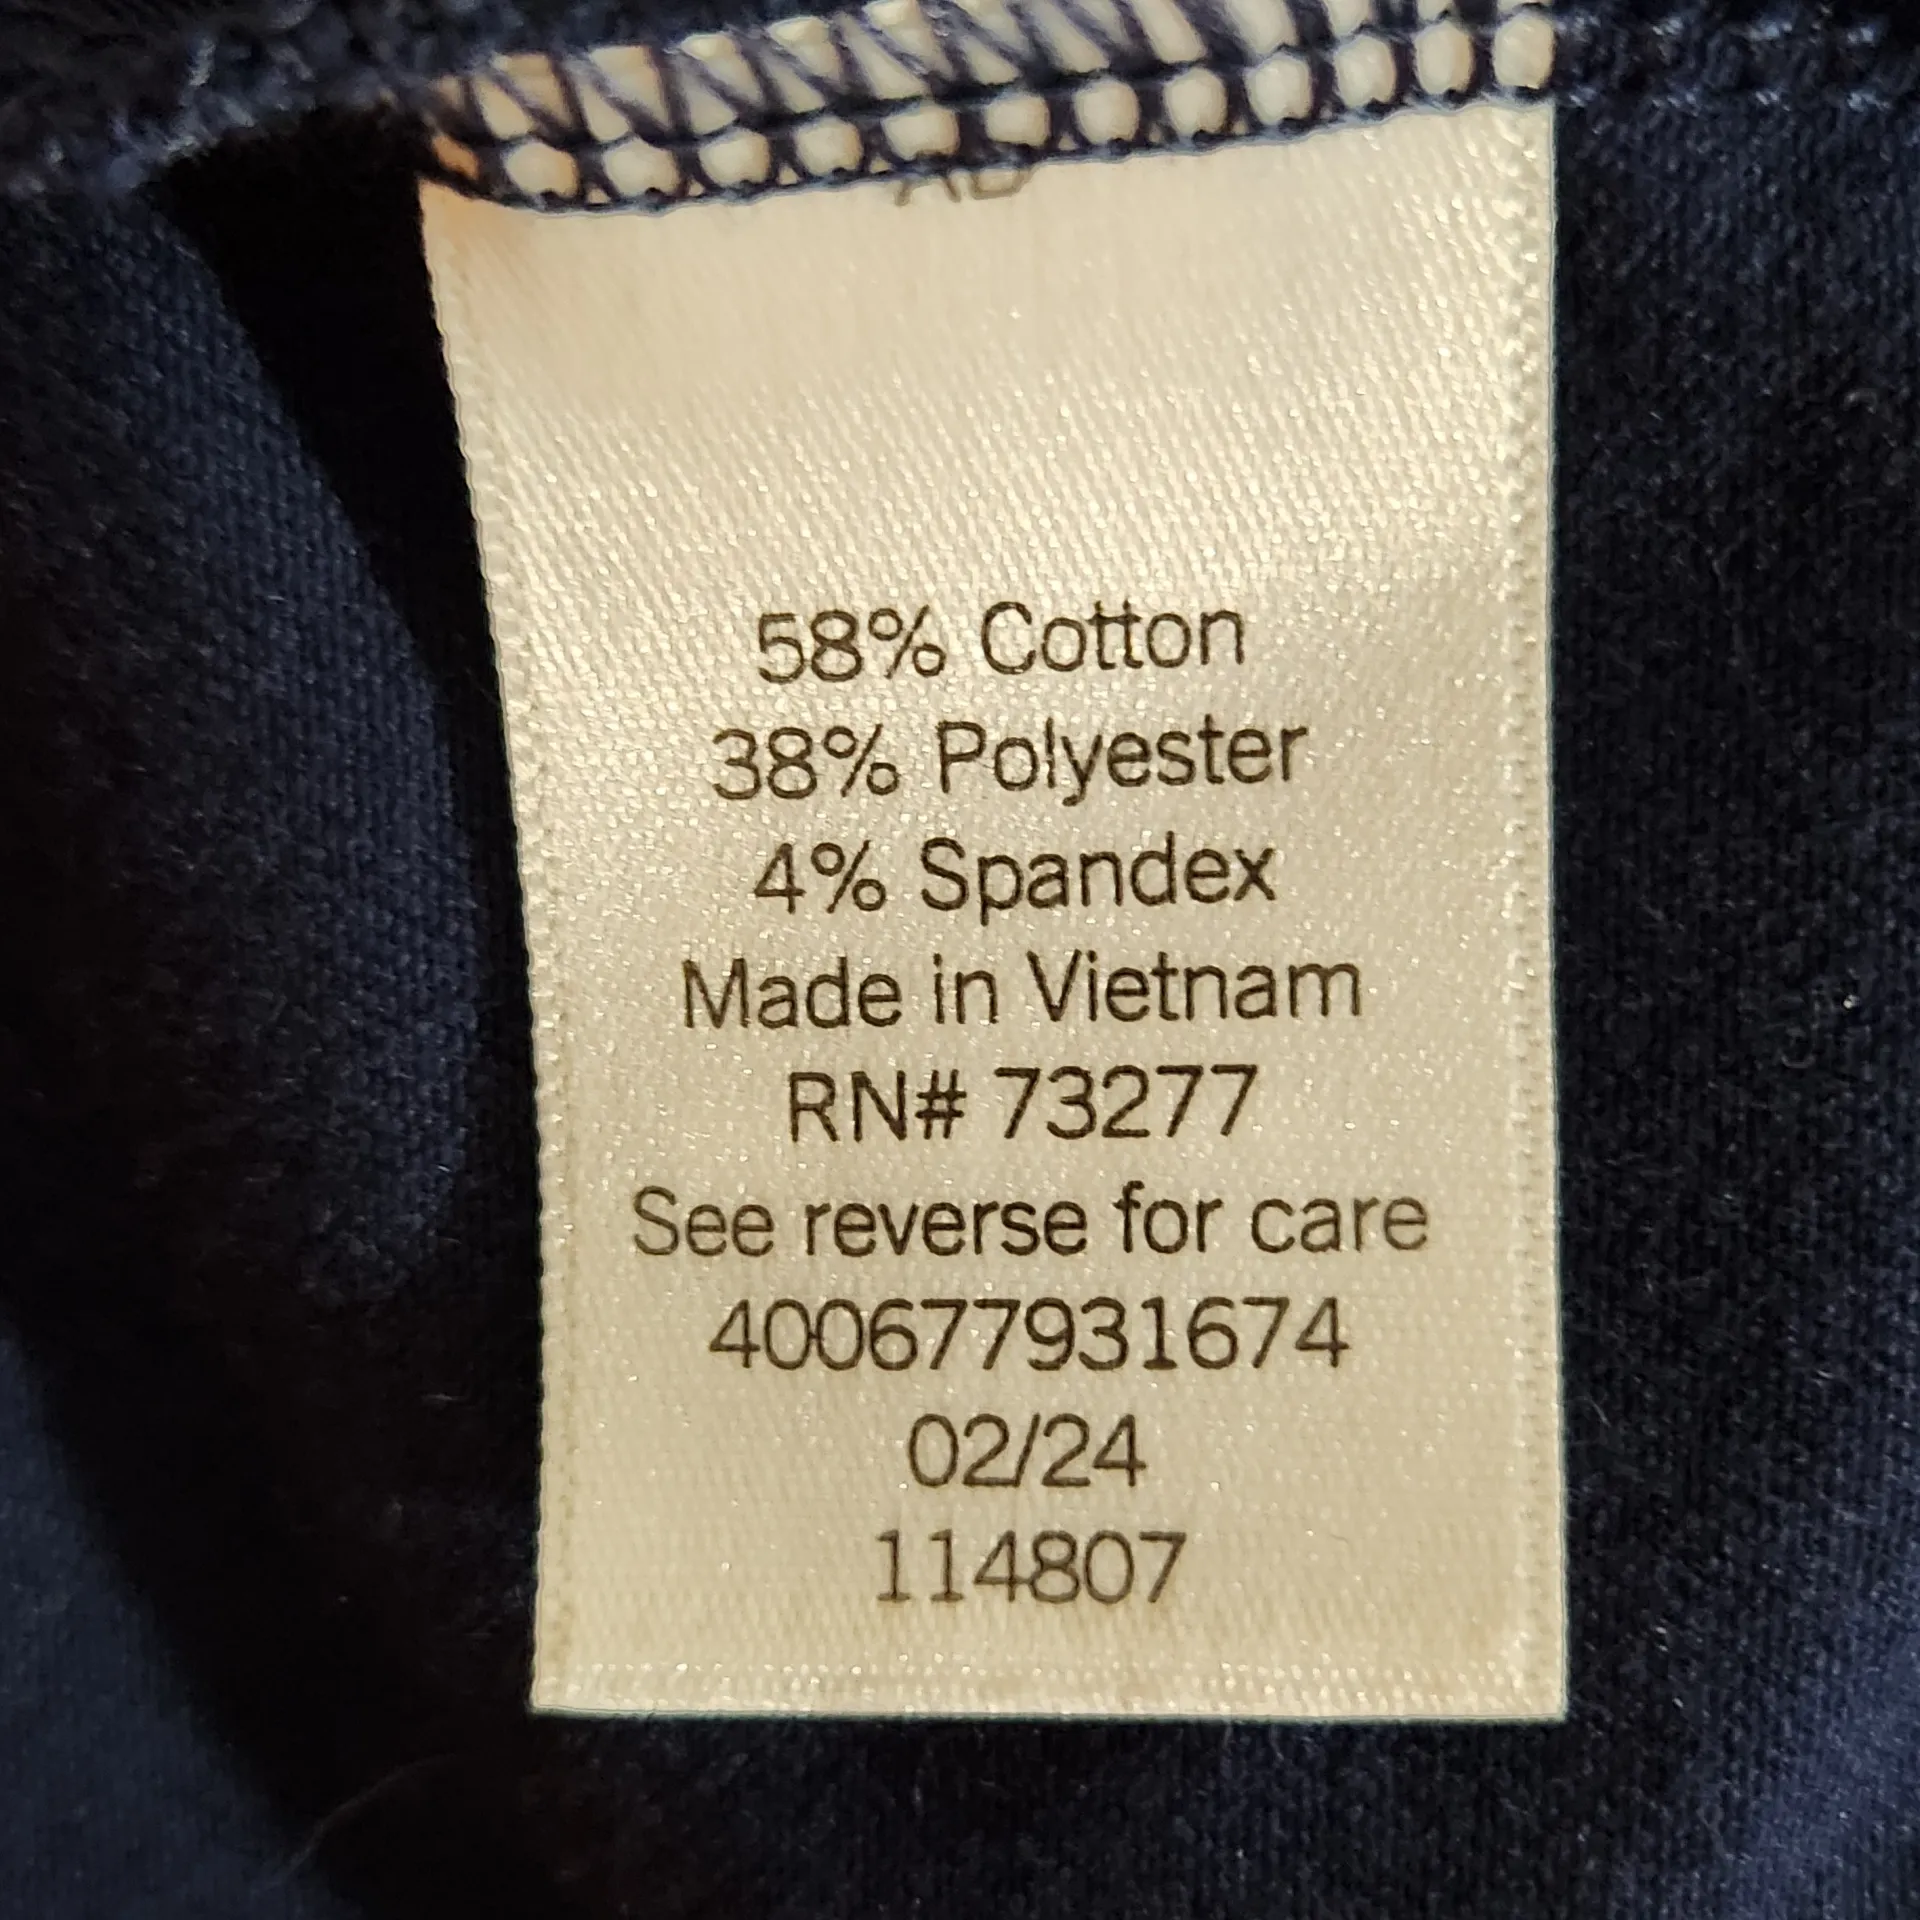 58% Cotton
38% Polyester
4% Spandex
Made in Vietnam
RN# 73277
See reverse for care
400677931674
02/24
114807